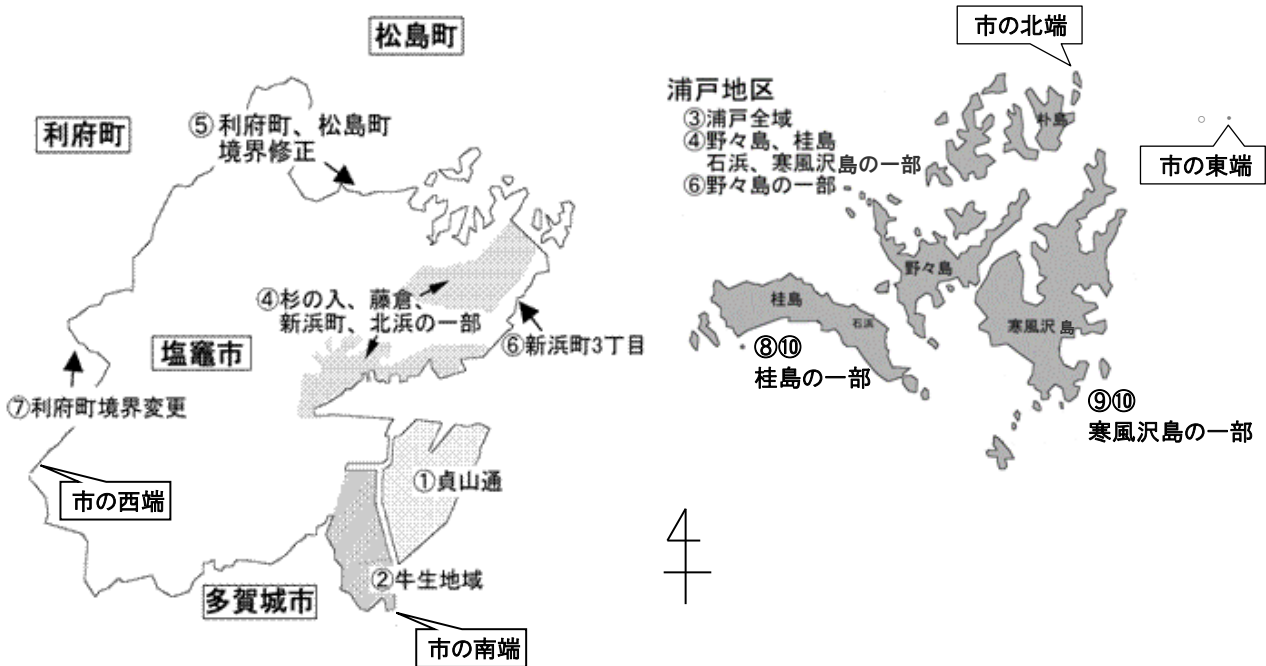 松島町
利府町
⑤利府町、松島町
境界修正
④杉の入、藤倉、
新浜町、北浜の一部
⑥新浜町3丁目
塩竈市
⑦利府町境界変更
市の西端
①貞山通
②牛生地域
多賀城市
市の南端
市の北端
浦戸地区
③浦戸全域
④野々島、桂島
石浜、寒風沢島の一部
⑥野々島の一部
朴島
市の東端
野々島
桂島
石浜
寒風沢島
⑧⑩
桂島の一部
⑨⑩
寒風沢島の一部